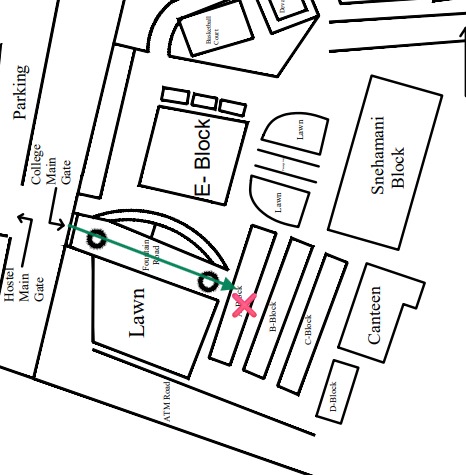 Basketball
Court
Parking
College
Main
Gate
E- Block
Lawn
Lawn
Snehamani
Block
Hostel
Main
Gate
Fountain
Road
Lawn
B-Block
C-Block
Canteen
D-Block
ATM Road